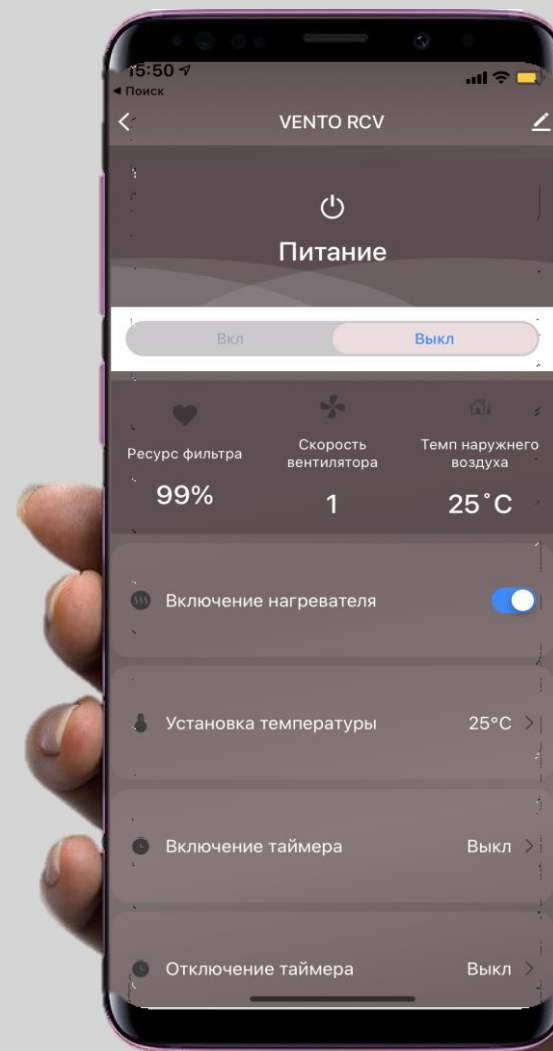 15:50
◄ Поиск
VENTO RCV
Питание
Вкл
Выкл
Ресурс фильтра
99%
Скорость
вентилятора
1
Темп наружнего
воздуха
25°C
Включение нагревателя
Установка температуры
25°C
Включение таймера
Выкл
Отключение таймера
Выкл